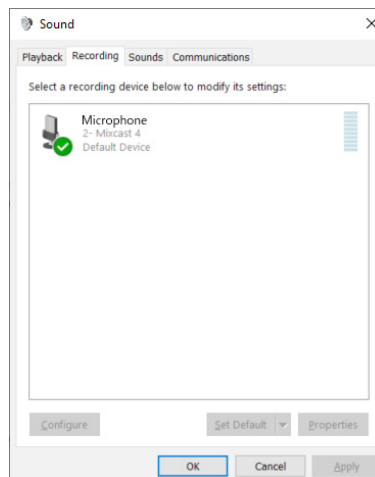 Sound
Playback Recording Sounds Communications
Select a recording device below to modify its settings:
Microphone
2- Mixcast 4
Default Device
Configure Set Default Properties
OK Cancel Apply